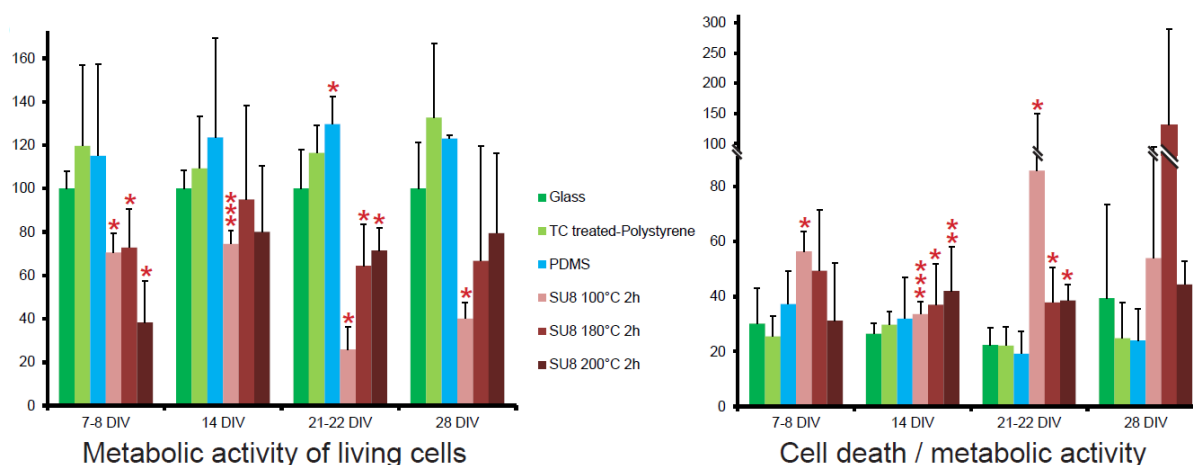 160
140
120
100
80
60
40
20
0
* * * *** * * * * *
7-8 DIV 14 DIV 21-22 DIV 28 DIV
Metabolic activity of living cells
Glass
TC treated-Polystyrene
PDMS
SU8 100°C 2h
SU8 180°C 2h
SU8 200°C 2h
300
250
200
150
100
80
60
40
20
0
* *** * ** * * *
7-8 DIV 14 DIV 21-22 DIV 28 DIV
Cell death / metabolic activity